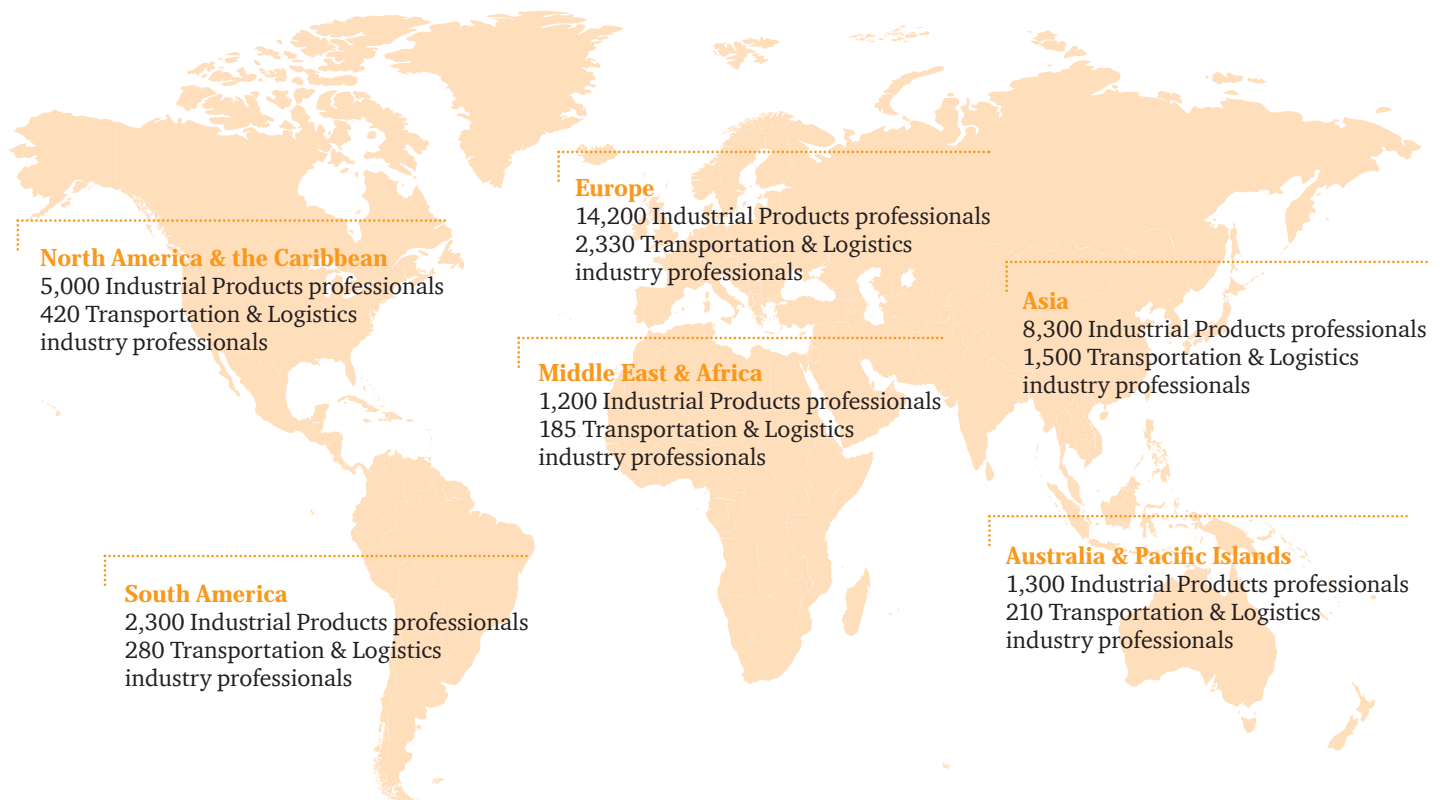 Europe
14,200 Industrial Products professionals
2,330 Transportation & Logistics
industry professionals
North America & the Caribbean
5,000 Industrial Products professionals
420 Transportation & Logistics
industry professionals
Asia
8,300 Industrial Products professionals
1,500 Transportation & Logistics
industry professionals
Middle East & Africa
1,200 Industrial Products professionals
185 Transportation & Logistics
industry professionals
Australia & Pacific Islands
1,300 Industrial Products professionals
210 Transportation & Logistics
industry professionals
South America
2,300 Industrial Products professionals
280 Transportation & Logistics
industry professionals